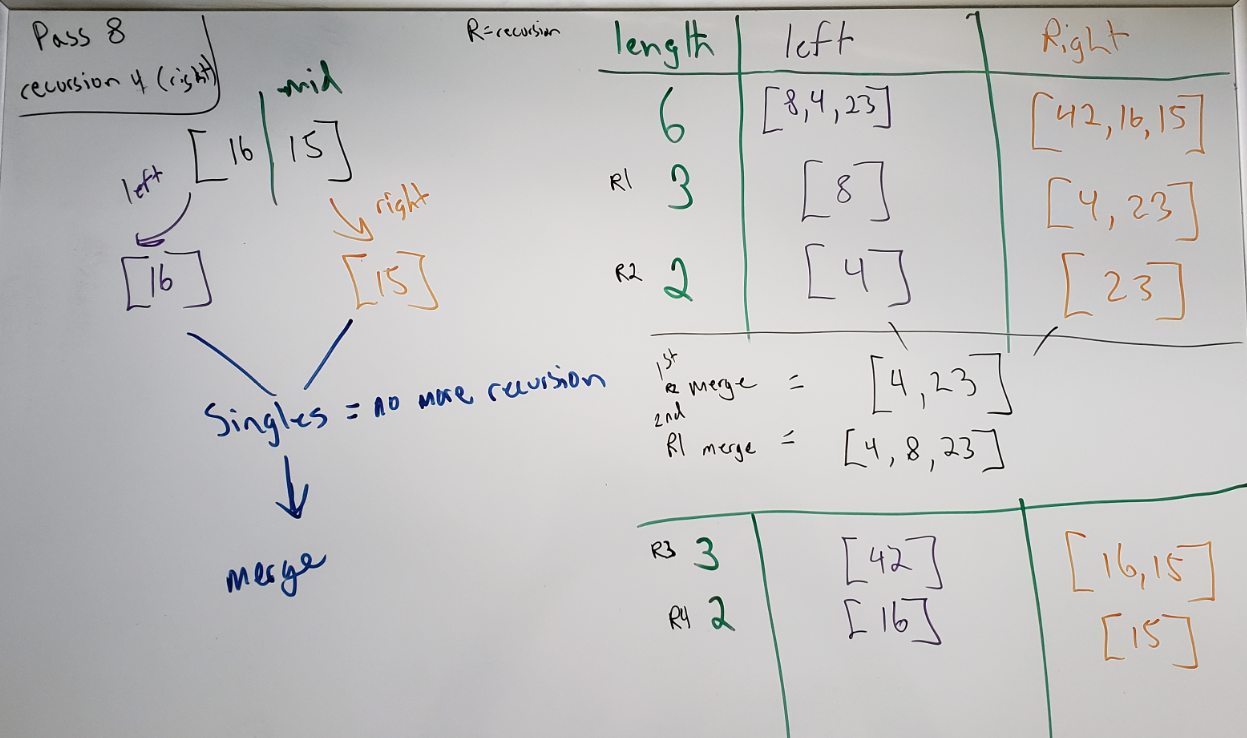 Pass 8
recursion 4 (right)
mid
[16 | 15]
left
right
[16]
[15]
Singles = no more recursion
merge
R=recursion
length left Right
6 [8,4,23] [42,16,15]
R1 3 [8] [4, 23]
R2 2 [4] [23]
1st
R2 merge = [4,23]
2nd
R1 merge = [4, 8, 23]
R3 3 [42] [16,15]
R4 2 [16] [15]